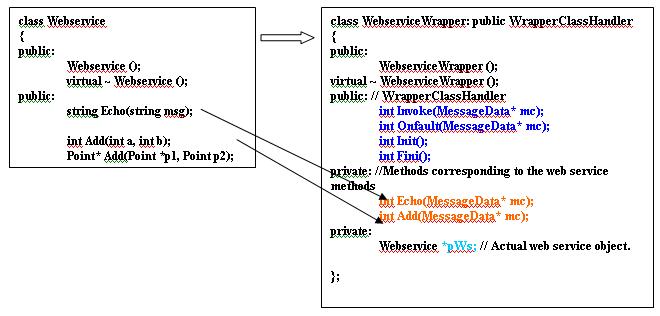 class Webservice
{
public:
Webservice ();
virtual ~ Webservice ();
public:
string Echo(string msg);
int Add(int a, int b);
Point* Add(Point *p1, Point p2);
class WebserviceWrapper: public WrapperClassHandler
{
public:
WebserviceWrapper ();
virtual ~ WebserviceWrapper ();
public: // WrapperClassHandler
int Invoke(MessageData* mc);
int Onfault(MessageData* mc);
int Init();
int Fini();
private: //Methods corresponding to the web service
methods
int Echo(MessageData* mc);
int Add(MessageData* mc);
private:
Webservice *pWs; // Actual web service object.
};